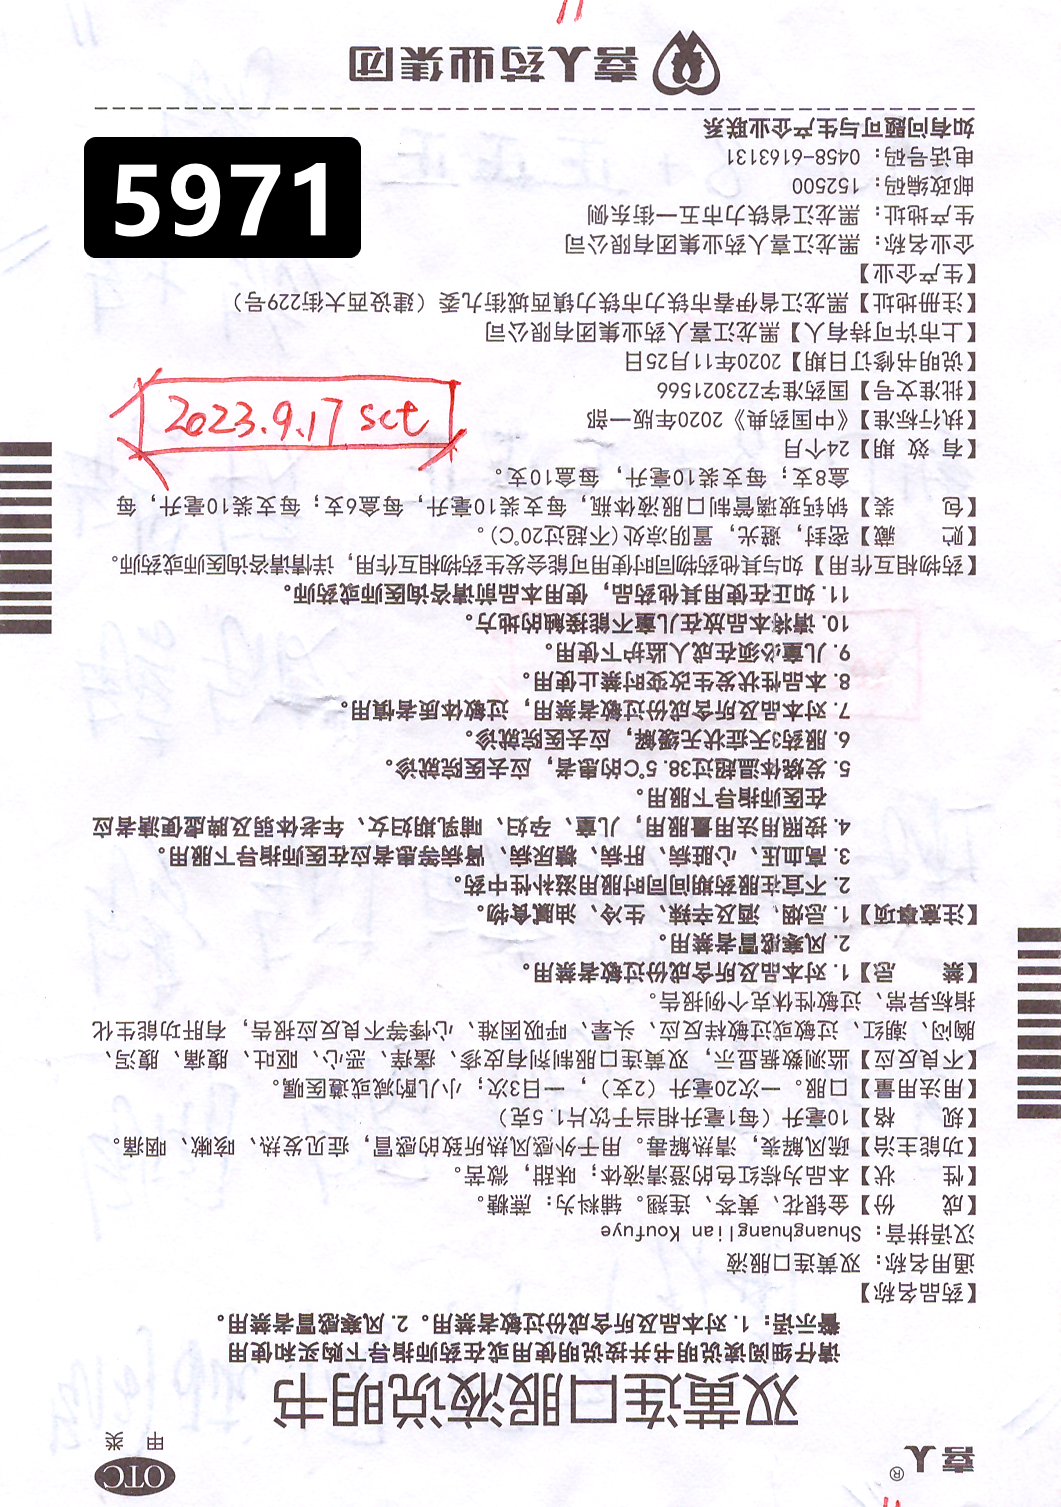 喜人®
OTC
甲类
双黄连口服液说明书
请仔细阅读说明书并按说明使用或在药师指导下购买和使用
警示语：1. 对本品及所含成份过敏者禁用。2. 风寒感冒者禁用。
【药品名称】
通用名称：双黄连口服液
汉语拼音：Shuanghuanglian Koufuye
【成　　份】金银花、黄芩、连翘。辅料为：蔗糖。
【性　　状】本品为棕红色的澄清液体；味甜，微苦。
【功能主治】疏风解表，清热解毒。用于外感风热所致的感冒，症见发热、咳嗽、咽痛。
【规　　格】10毫升（每1毫升相当于饮片1.5克）
【用法用量】口服。一次20毫升（2支），一日3次；小儿酌减或遵医嘱。
【不良反应】监测数据显示，双黄连口服制剂有皮疹、瘙痒、恶心、呕吐、腹痛、腹泻、
胸闷、潮红、过敏或过敏样反应、头晕、呼吸困难、心悸等不良反应报告，有肝功能生化
指标异常、过敏性休克个例报告。
【禁　　忌】1. 对本品及所含成份过敏者禁用。
2. 风寒感冒者禁用。
【注意事项】1. 忌烟、酒及辛辣、生冷、油腻食物。
2. 不宜在服药期间同时服用滋补性中药。
3. 高血压、心脏病、肝病、糖尿病、肾病等患者应在医师指导下服用。
4. 按照用法用量服用，儿童、孕妇、哺乳期妇女、年老体弱及脾虚便溏者应
在医师指导下服用。
5. 发烧体温超过38.5℃的患者，应去医院就诊。
6. 服药3天症状无缓解，应去医院就诊。
7. 对本品及所含成份过敏者禁用，过敏体质者慎用。
8. 本品性状发生改变时禁止使用。
9. 儿童必须在成人监护下使用。
10. 请将本品放在儿童不能接触的地方。
11. 如正在使用其他药品，使用本品前请咨询医师或药师。
【药物相互作用】如与其他药物同时使用可能会发生药物相互作用，详情请咨询医师或药师。
【贮　　藏】密封，避光，置阴凉处(不超过20℃)。
【包　　装】钠钙玻璃管制口服液体瓶，每支装10毫升，每盒6支；每支装10毫升，每
盒8支；每支装10毫升，每盒10支。
【有 效 期】24个月
【执行标准】《中国药典》2020年版一部
【批准文号】国药准字Z23021566
【说明书修订日期】2020年11月25日
【上市许可持有人】黑龙江喜人药业集团有限公司
【注册地址】黑龙江省伊春市铁力市铁力镇西城街九委（建设西大街229号）
【生产企业】
企业名称：黑龙江喜人药业集团有限公司
生产地址：黑龙江省铁力市五一街东侧
邮政编码：152500
电话号码：0458-6163131
如有问题可与生产企业联系
喜人药业集团
5971
2023.9.17 sct